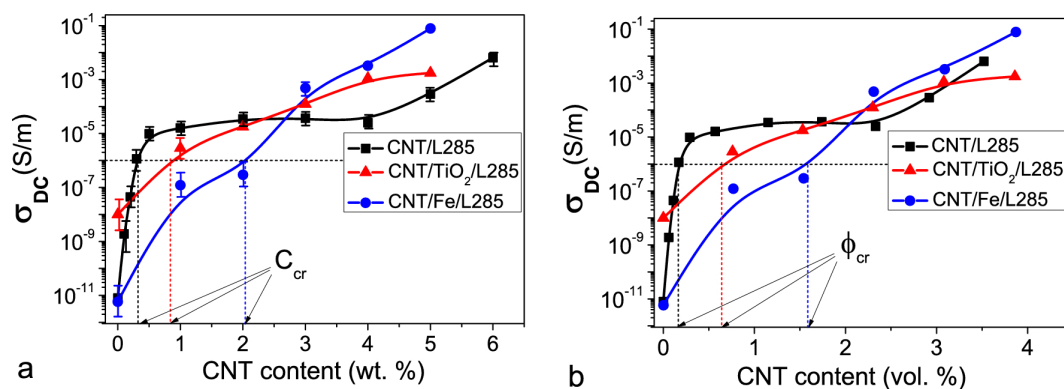 σDC(S/m)
10⁻¹
10⁻³
10⁻⁵
10⁻⁷
10⁻⁹
10⁻¹¹
CNT/L285
CNT/TiO₂/L285
CNT/Fe/L285
Ccr
0 1 2 3 4 5 6
CNT content (wt. %)
a
σDC(S/m)
10⁻¹
10⁻³
10⁻⁵
10⁻⁷
10⁻⁹
10⁻¹¹
CNT/L285
CNT/TiO₂/L285
CNT/Fe/L285
ϕcr
0 1 2 3 4
CNT content (vol. %)
b